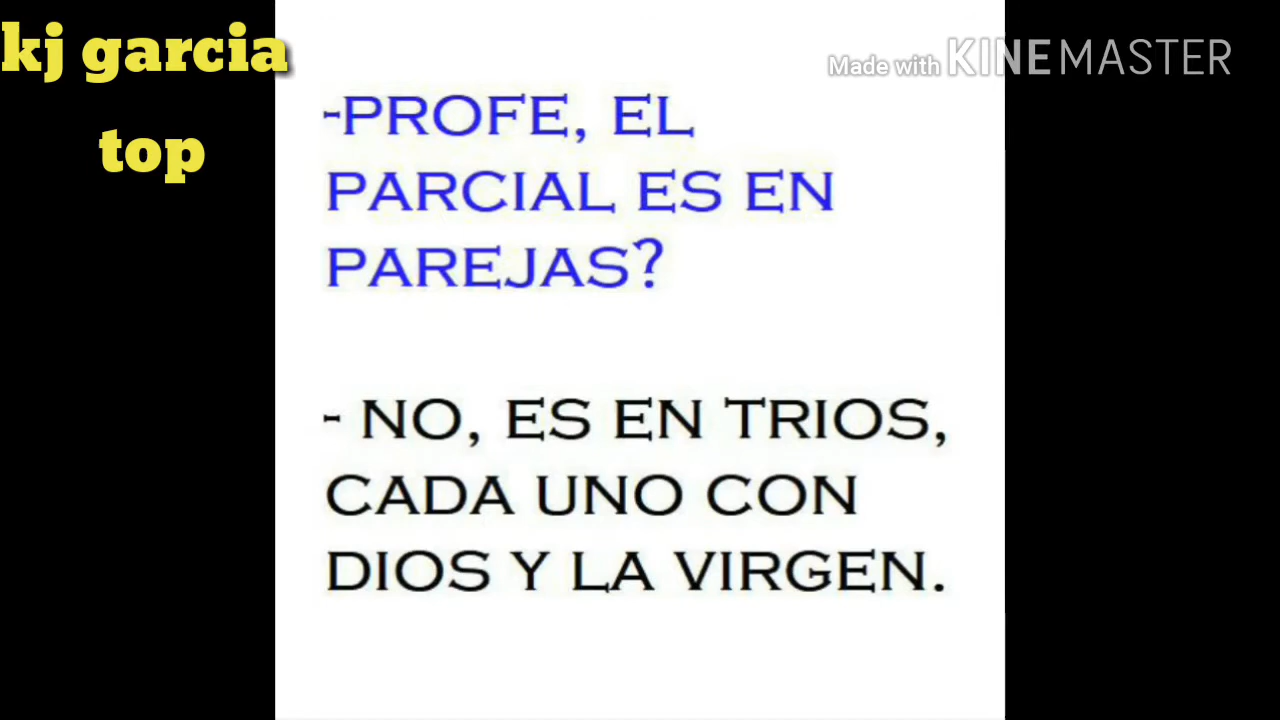 kj garcia
top
Made with KINEMASTER
-PROFE, EL
PARCIAL ES EN
PAREJAS?
- NO, ES EN TRIOS,
CADA UNO CON
DIOS Y LA VIRGEN.